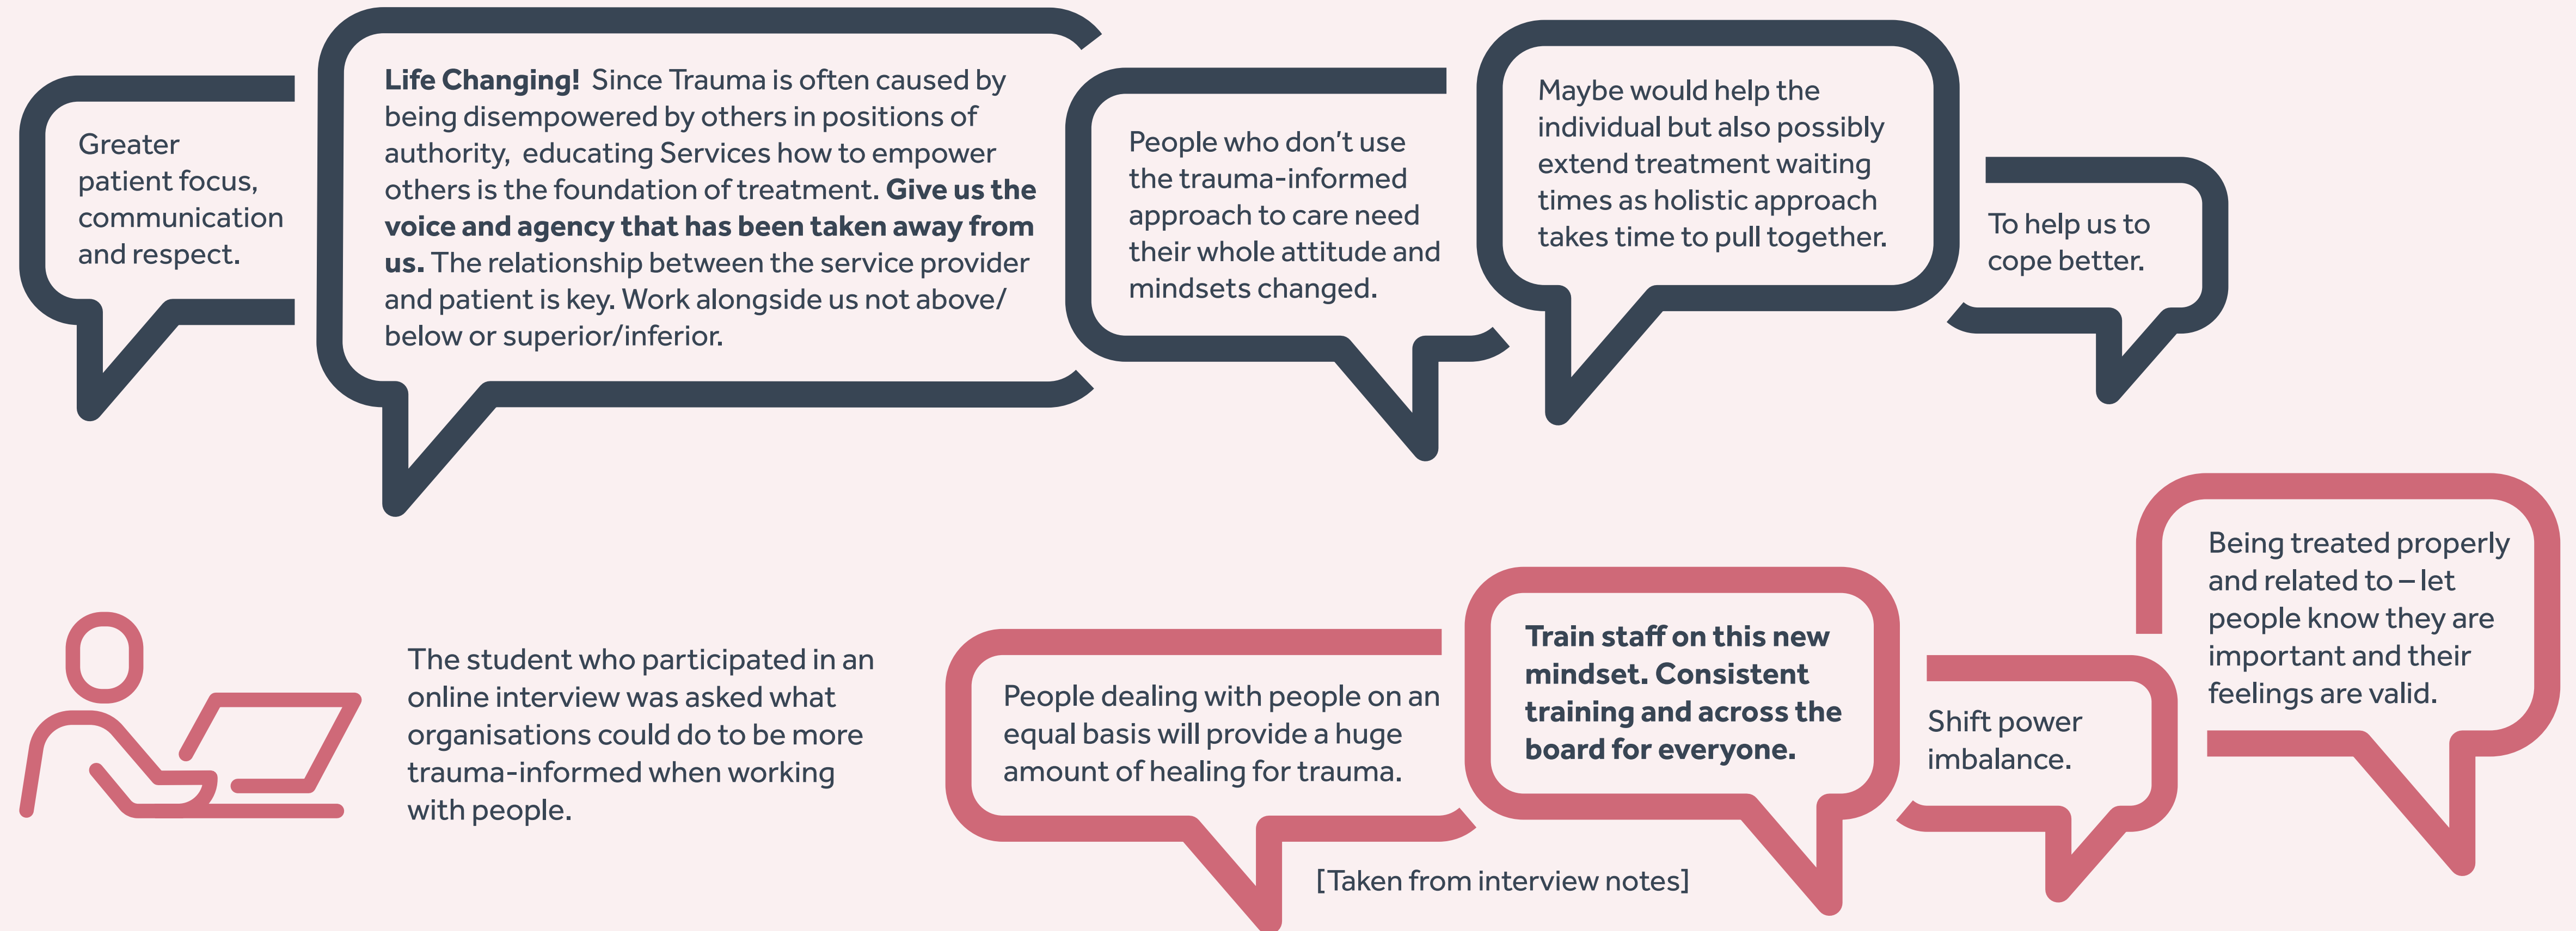 Greater
patient focus,
communication
and respect.
Life Changing! Since Trauma is often caused by
being disempowered by others in positions of
authority, educating Services how to empower
others is the foundation of treatment. Give us the
voice and agency that has been taken away from
us. The relationship between the service provider
and patient is key. Work alongside us not above/
below or superior/inferior.
People who don’t use
the trauma-informed
approach to care need
their whole attitude and
mindsets changed.
Maybe would help the
individual but also possibly
extend treatment waiting
times as holistic approach
takes time to pull together.
To help us to
cope better.
The student who participated in an
online interview was asked what
organisations could do to be more
trauma-informed when working
with people.
People dealing with people on an
equal basis will provide a huge
amount of healing for trauma.
Train staff on this new
mindset. Consistent
training and across the
board for everyone.
Shift power
imbalance.
Being treated properly
and related to – let
people know they are
important and their
feelings are valid.
[Taken from interview notes]